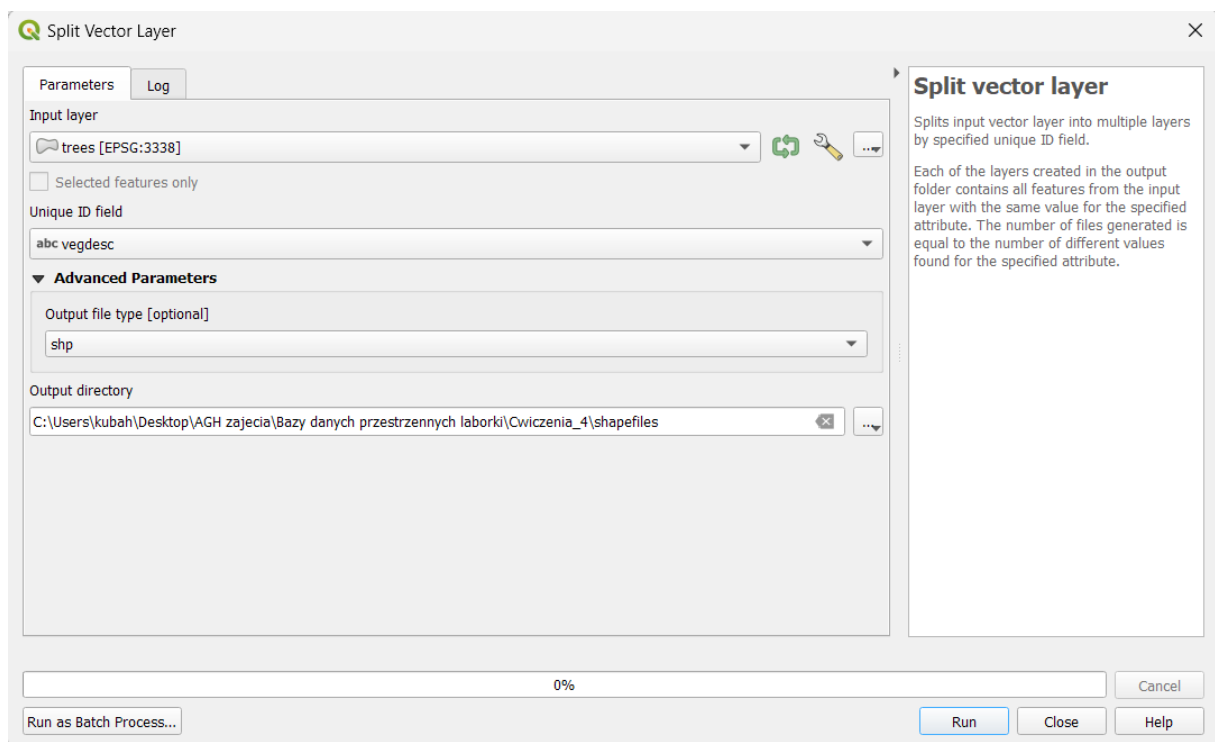 Split Vector Layer
Parameters
Log
Input layer
trees [EPSG:3338]
...
Selected features only
Unique ID field
abc vegdesc
Advanced Parameters
Output file type [optional]
shp
Output directory
C:\Users\kubah\Desktop\AGH zajecia\Bazy danych przestrzennych laborki\Cwiczenia_4\shapefiles
...
Split vector layer
Splits input vector layer into multiple layers
by specified unique ID field.
Each of the layers created in the output
folder contains all features from the input
layer with the same value for the specified
attribute. The number of files generated is
equal to the number of different values
found for the specified attribute.
0%
Cancel
Run as Batch Process...
Run
Close
Help